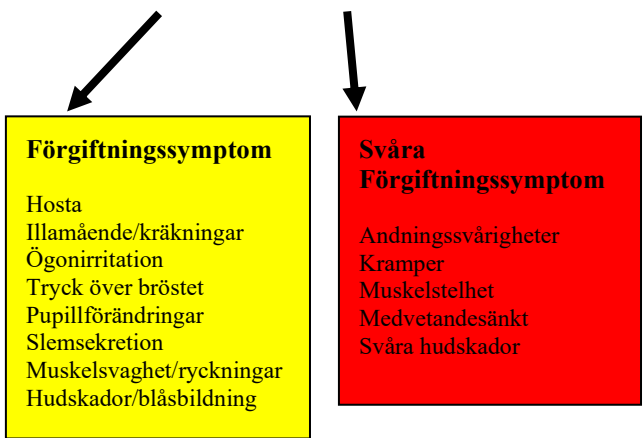 Förgiftningssymptom
Hosta
Illamående/kräkningar
Ögonirritation
Tryck över bröstet
Pupillförändringar
Slemsekretion
Muskelsvaghet/ryckningar
Hudskador/blåsbildning
Svåra
Förgiftningssymptom
Andningssvårigheter
Kramper
Muskelstelhet
Medvetandesänkt
Svåra hudskador